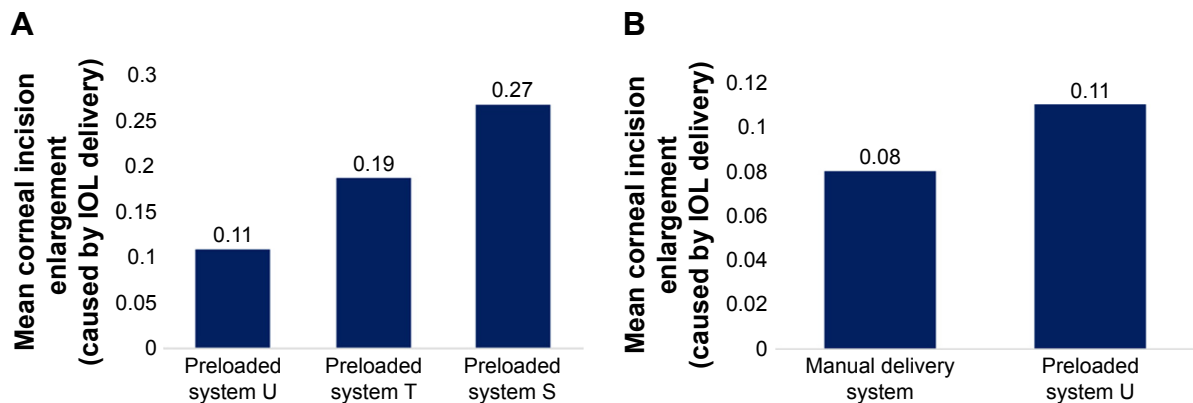 A
Mean corneal incision
enlargement
(caused by IOL delivery)
0.3
0.25
0.2
0.15
0.1
0.05
0
0.11
0.19
0.27
Preloaded
system U
Preloaded
system T
Preloaded
system S
B
Mean corneal incision
enlargement
(caused by IOL delivery)
0.12
0.1
0.08
0.06
0.04
0.02
0
0.08
0.11
Manual delivery
system
Preloaded
system U